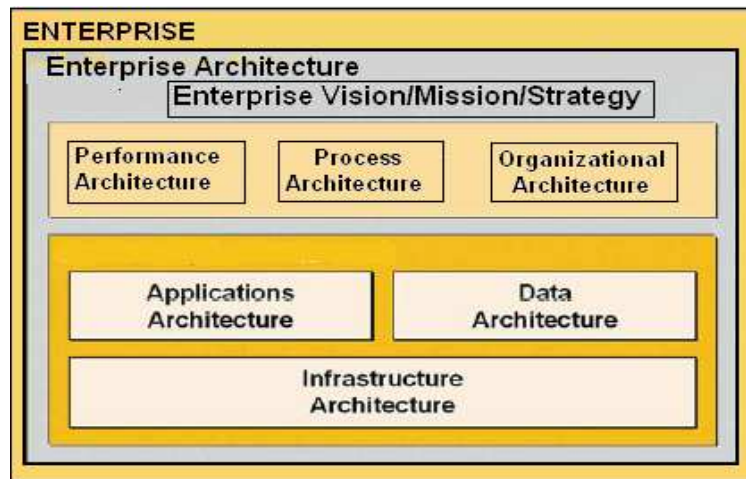 ENTERPRISE
Enterprise Architecture
Enterprise Vision/Mission/Strategy
Performance
Architecture
Process
Architecture
Organizational
Architecture
Applications
Architecture
Data
Architecture
Infrastructure
Architecture